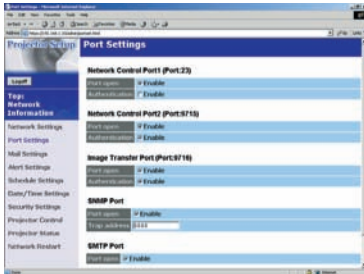 Projector Setup
Port Settings
Logoff
Top:
Network
Information
Network Settings
Port Settings
Mail Settings
Alert Settings
Schedule Settings
Date/Time Settings
Security Settings
Projector Control
Projector Status
Network Restart
Network Control Port1 (Port:23)
Port open Enable
Authentication Enable
Network Control Port2 (Port:9715)
Port open Enable
Authentication Enable
Image Transfer Port (Port:9716)
Port open Enable
Authentication Enable
SNMP Port
Port open Enable
Trap address
SMTP Port
Port open Enable